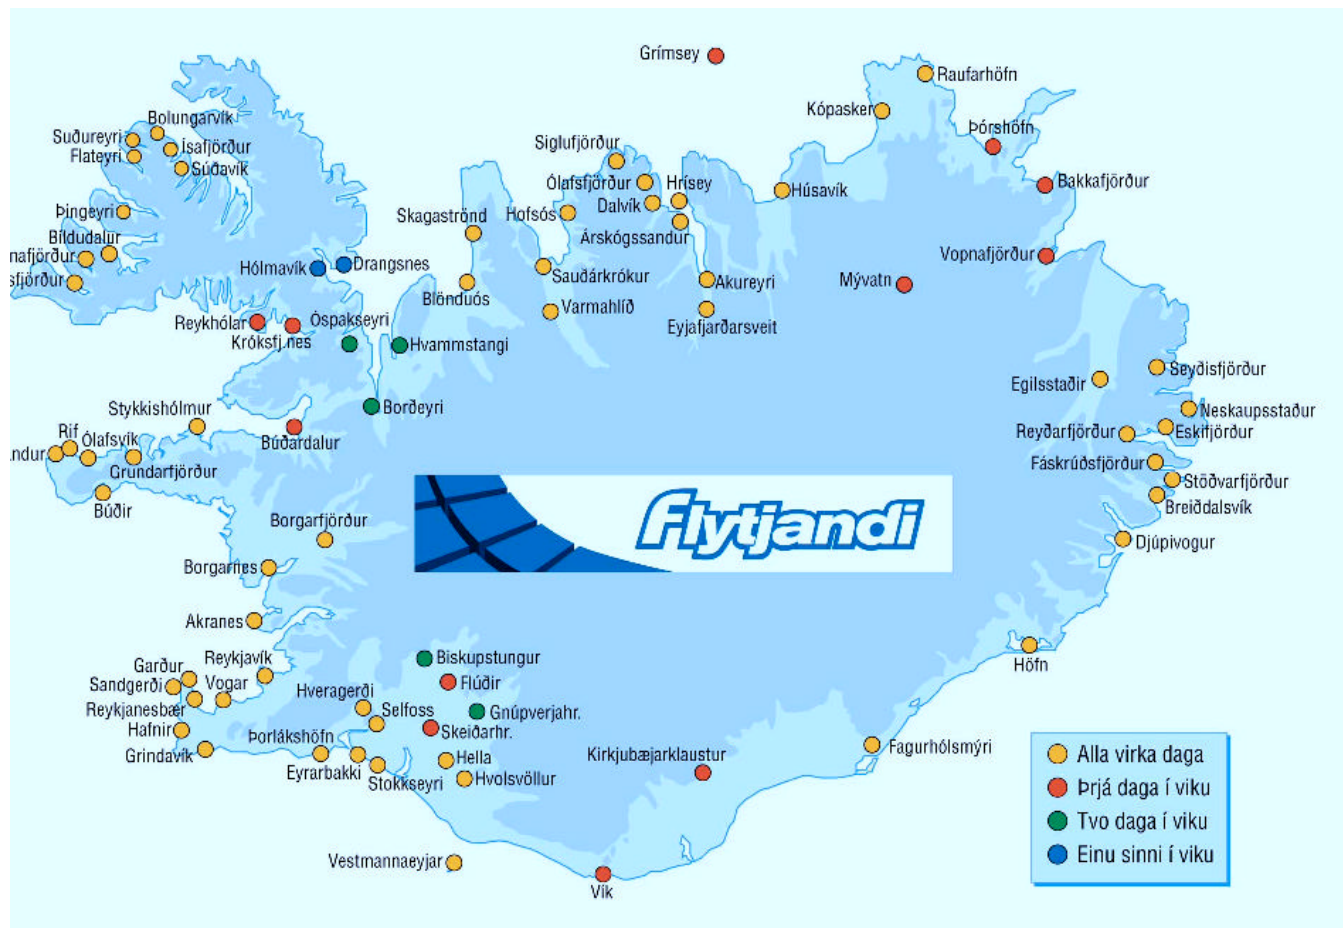 Grímsey
Raufarhöfn
Kópasker
Þórshöfn
Bakkafjörður
Vopnafjörður
Mývatn
Húsavík
Siglufjörður
Ólafsfjörður
Hrísey
Dalvík
Árskógssandur
Akureyri
Eyjafjarðarsveit
Hofsós
Sauðárkrókur
Varmahlíð
Skagaströnd
Blönduós
Bolungarvík
Suðureyri
Ísafjörður
Flateyri
Súðavík
Þingeyri
Bíldudalur
nafjörður
sfjörður
Hólmavík
Drangsnes
Reykhólar
Króksfj.nes
Óspakseyri
Hvammstangi
Borðeyri
Búðardalur
Stykkishólmur
Rif
Ólafsvík
andur
Grundarfjörður
Búðir
Borgarfjörður
Borgarnes
Akranes
Flytjandi
Seyðisfjörður
Egilsstaðir
Neskaupsstaður
Eskifjörður
Reyðarfjörður
Fáskrúðsfjörður
Stöðvarfjörður
Breiðdalsvík
Djúpivogur
Höfn
Fagurhólsmýri
Kirkjubæjarklaustur
Vík
Reykjavík
Garður
Vogar
Sandgerði
Reykjanesbær
Hafnir
Grindavík
Biskupstungur
Flúðir
Gnúpverjahr.
Skeiðarhr.
Hveragerði
Selfoss
Þorlákshöfn
Eyrarbakki
Stokkseyri
Hella
Hvolsvöllur
Vestmannaeyjar
Alla virka daga
Þrjá daga í viku
Tvo daga í viku
Einu sinni í viku